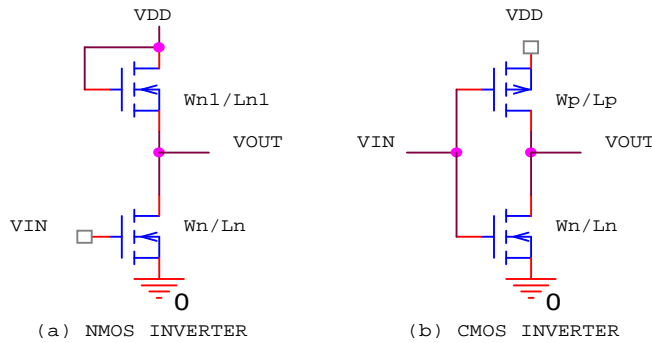 VDD
VDD
Wn1/Ln1
Wp/Lp
VOUT
VIN
VOUT
VIN
Wn/Ln
Wn/Ln
0
0
(a) NMOS INVERTER
(b) CMOS INVERTER